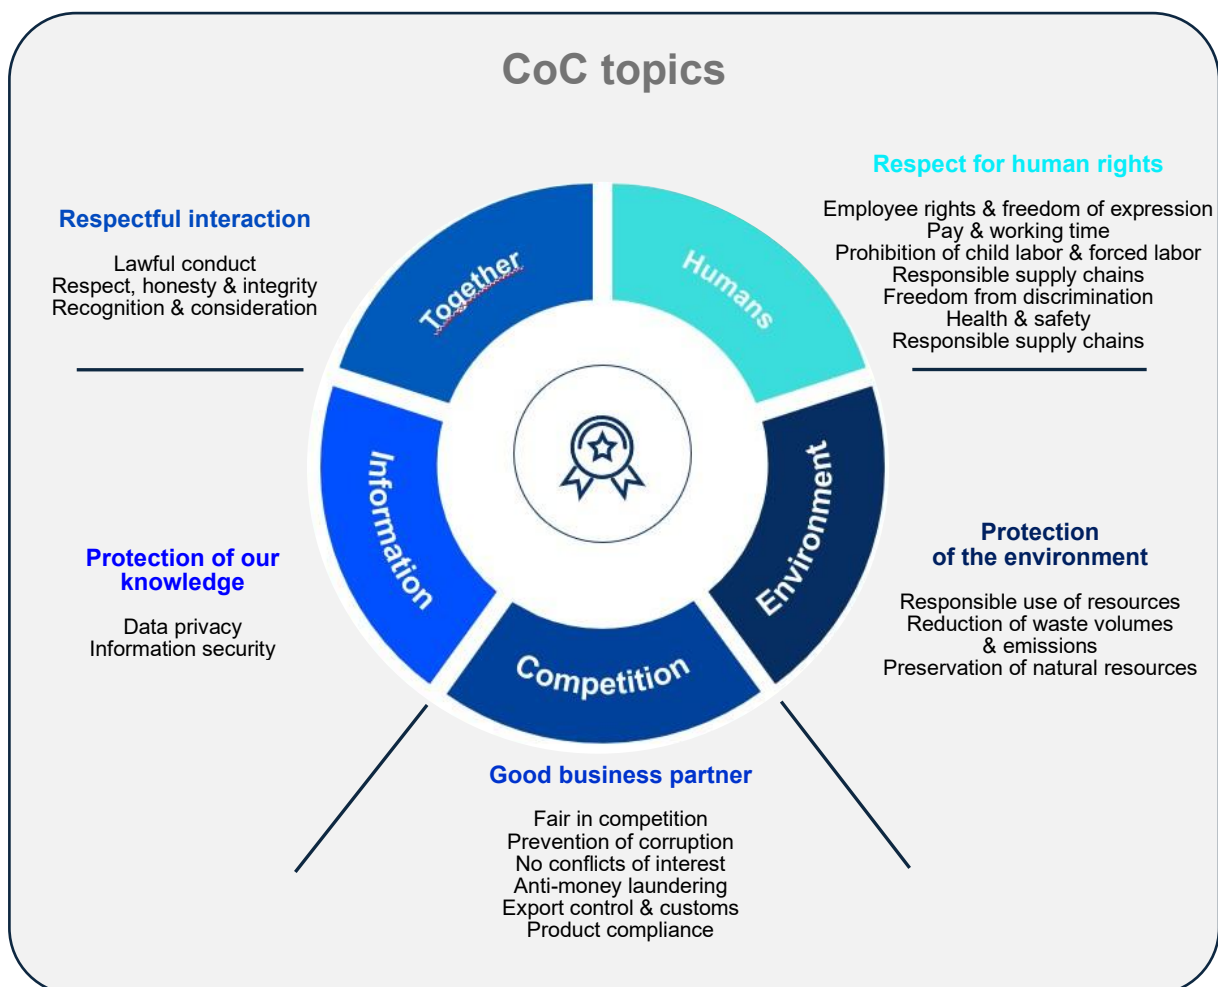 CoC topics
Respectful interaction
Lawful conduct
Respect, honesty & integrity
Recognition & consideration
Together
Humans
Respect for human rights
Employee rights & freedom of expression
Pay & working time
Prohibition of child labor & forced labor
Responsible supply chains
Freedom from discrimination
Health & safety
Responsible supply chains
Information
Environment
Protection of our
knowledge
Data privacy
Information security
Protection
of the environment
Responsible use of resources
Reduction of waste volumes
& emissions
Preservation of natural resources
Competition
Good business partner
Fair in competition
Prevention of corruption
No conflicts of interest
Anti-money laundering
Export control & customs
Product compliance